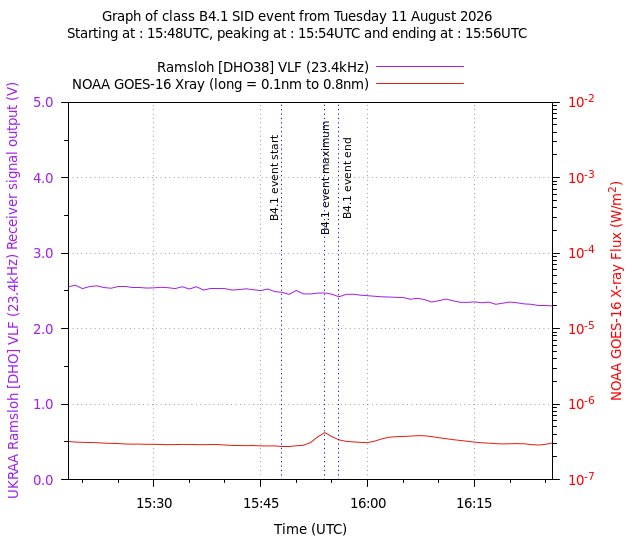 Graph of class B4.1 SID event from Tuesday 11 August 2026
Starting at : 15:48UTC, peaking at : 15:54UTC and ending at : 15:56UTC
Ramsloh [DHO38] VLF (23.4kHz)
NOAA GOES-16 Xray (long = 0.1nm to 0.8nm)
UKRAA Ramsloh [DHO] VLF (23.4kHz) Receiver signal output (V)
5.0
4.0
3.0
2.0
1.0
0.0
B4.1 event start
B4.1 event maximum
B4.1 event end
10-2
10-3
10-4
10-5
10-6
10-7
NOAA GOES-16 X-ray Flux (W/m2)
15:30
15:45
16:00
16:15
Time (UTC)